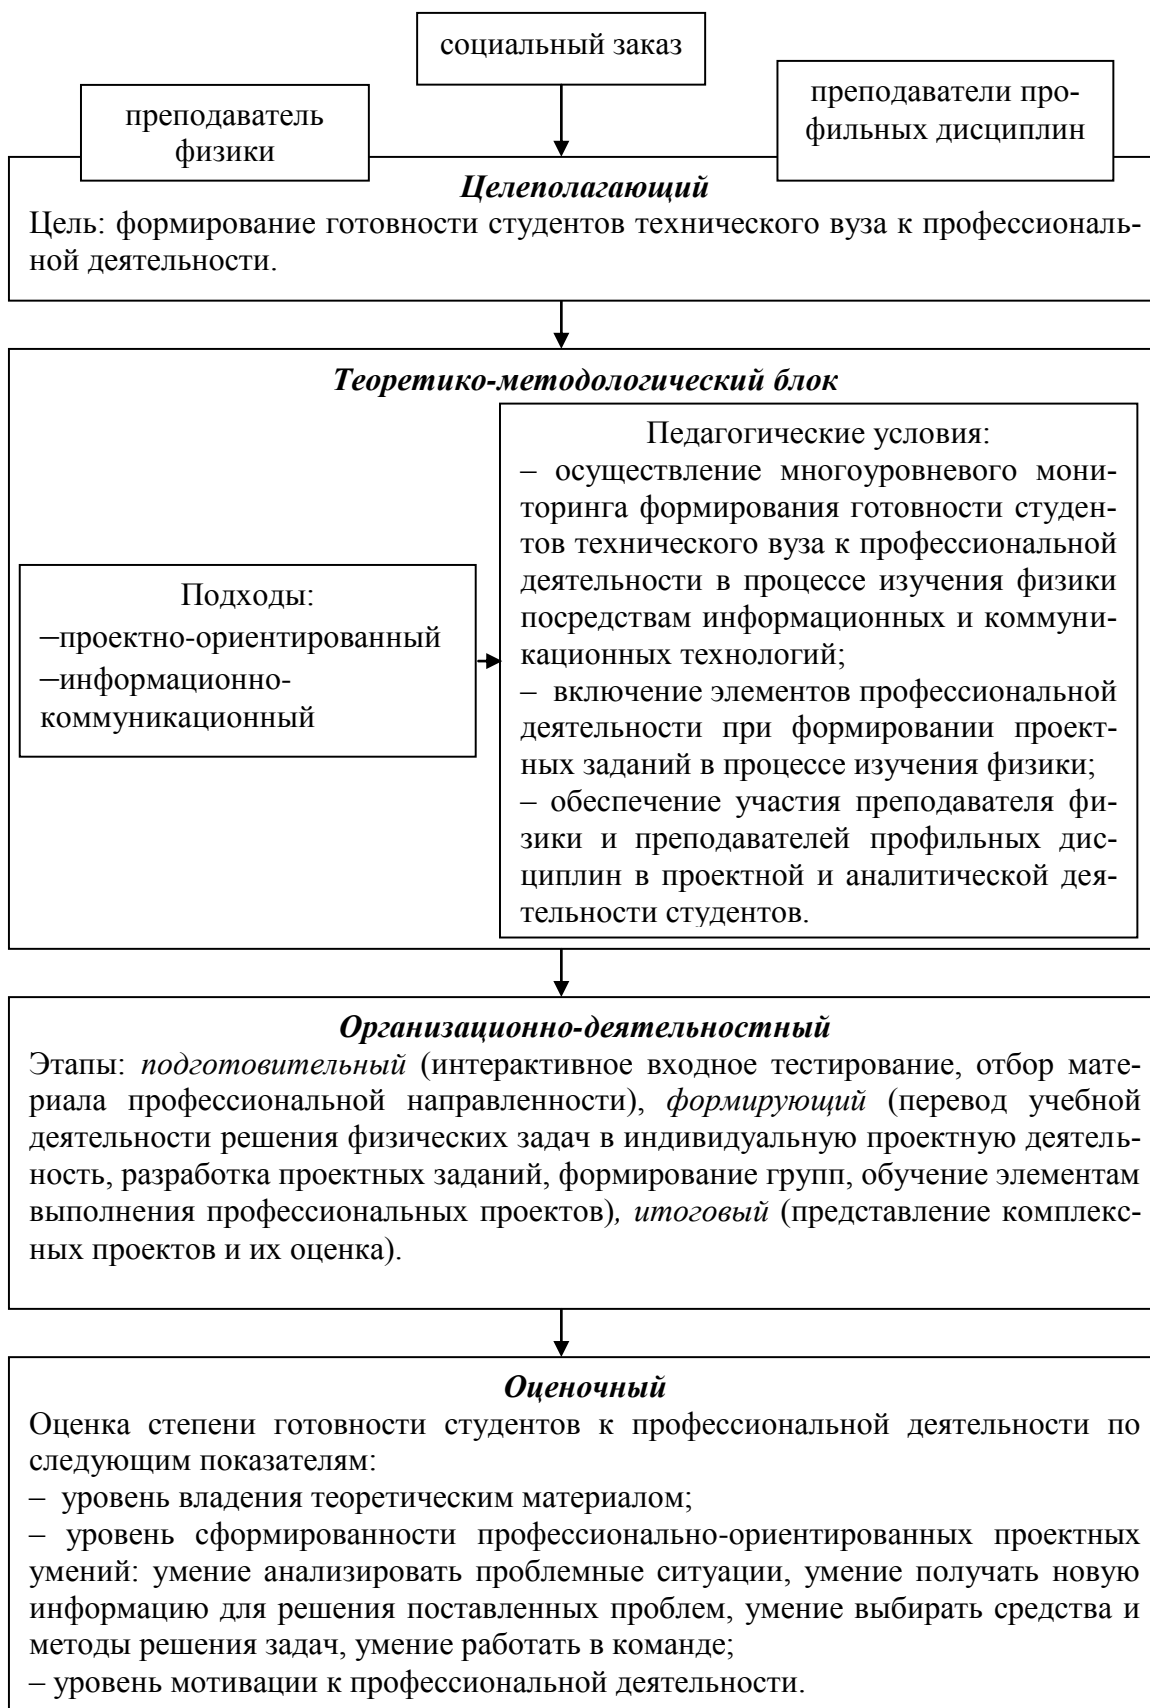 социальный заказ
преподаватель
физики
преподаватели про-
фильных дисциплин
Целеполагающий
Цель: формирование готовности студентов технического вуза к профессиональ-
ной деятельности.
Теоретико-методологический блок
Подходы:
–проектно-ориентированный
–информационно-
коммуникационный
Педагогические условия:
– осуществление многоуровневого мони-
торинга формирования готовности студен-
тов технического вуза к профессиональной
деятельности в процессе изучения физики
посредствам информационных и коммуни-
кационных технологий;
– включение элементов профессиональной
деятельности при формировании проект-
ных заданий в процессе изучения физики;
– обеспечение участия преподавателя фи-
зики и преподавателей профильных дис-
циплин в проектной и аналитической дея-
тельности студентов.
Организационно-деятельностный
Этапы: подготовительный (интерактивное входное тестирование, отбор мате-
риала профессиональной направленности), формирующий (перевод учебной
деятельности решения физических задач в индивидуальную проектную деятель-
ность, разработка проектных заданий, формирование групп, обучение элементам
выполнения профессиональных проектов), итоговый (представление комплекс-
ных проектов и их оценка).
Оценочный
Оценка степени готовности студентов к профессиональной деятельности по
следующим показателям:
– уровень владения теоретическим материалом;
– уровень сформированности профессионально-ориентированных проектных
умений: умение анализировать проблемные ситуации, умение получать новую
информацию для решения поставленных проблем, умение выбирать средства и
методы решения задач, умение работать в команде;
– уровень мотивации к профессиональной деятельности.